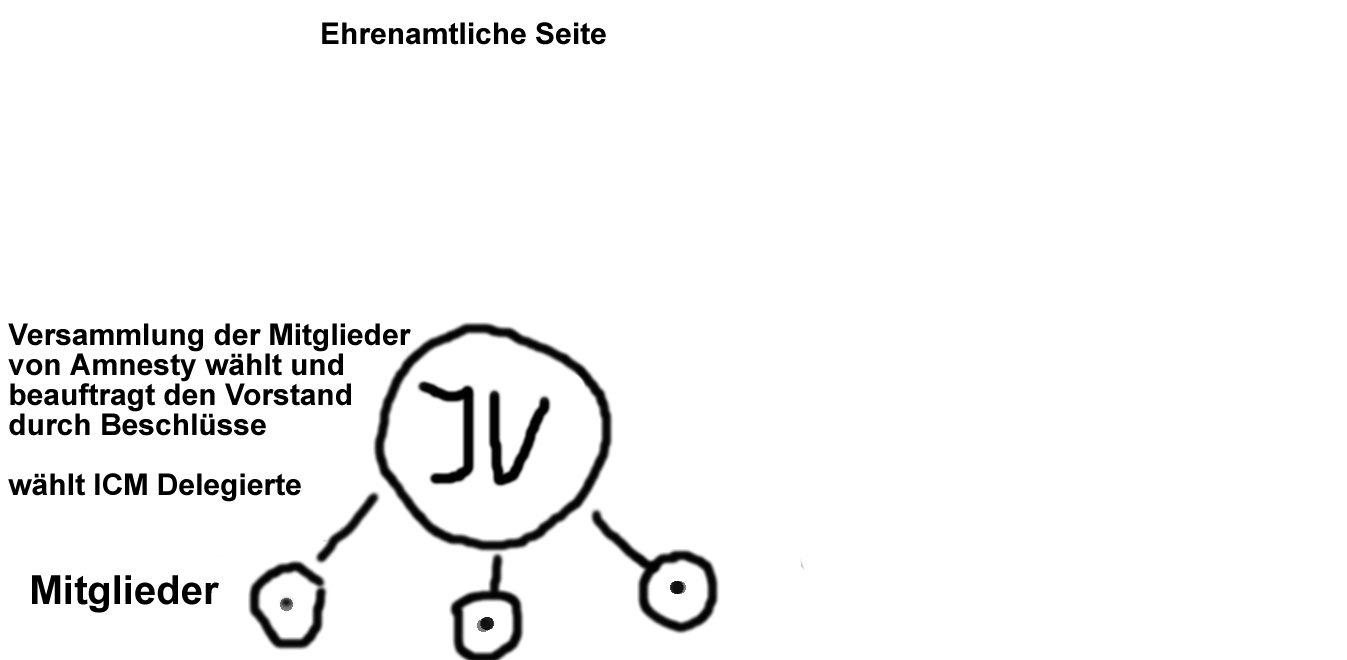 Ehrenamtliche Seite
Versammlung der Mitglieder
von Amnesty wählt und
beauftragt den Vorstand
durch Beschlüsse
JV
wählt ICM Delegierte
Mitglieder